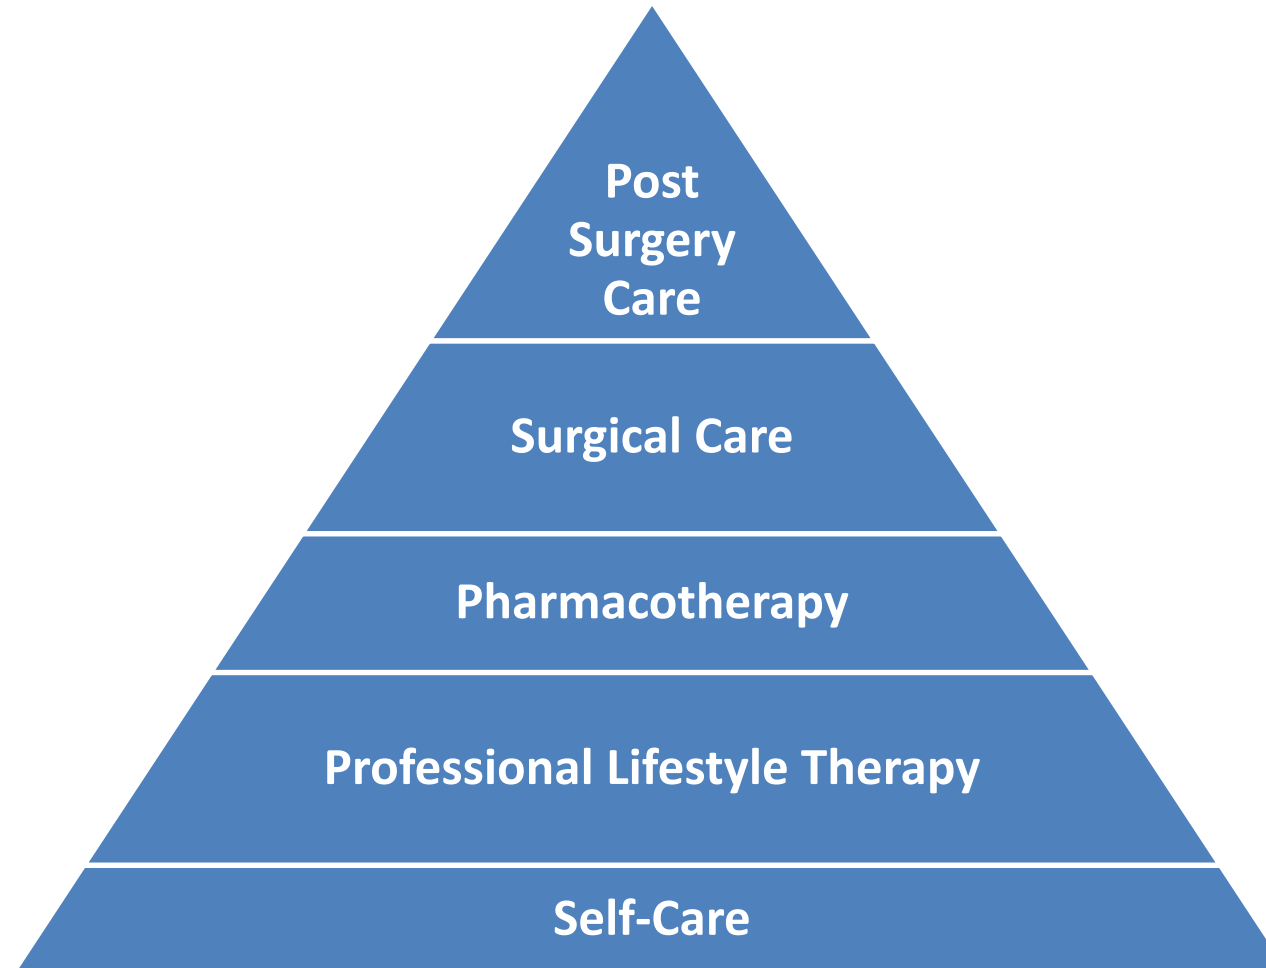 Post
Surgery
Care
Surgical Care
Pharmacotherapy
Professional Lifestyle Therapy
Self-Care